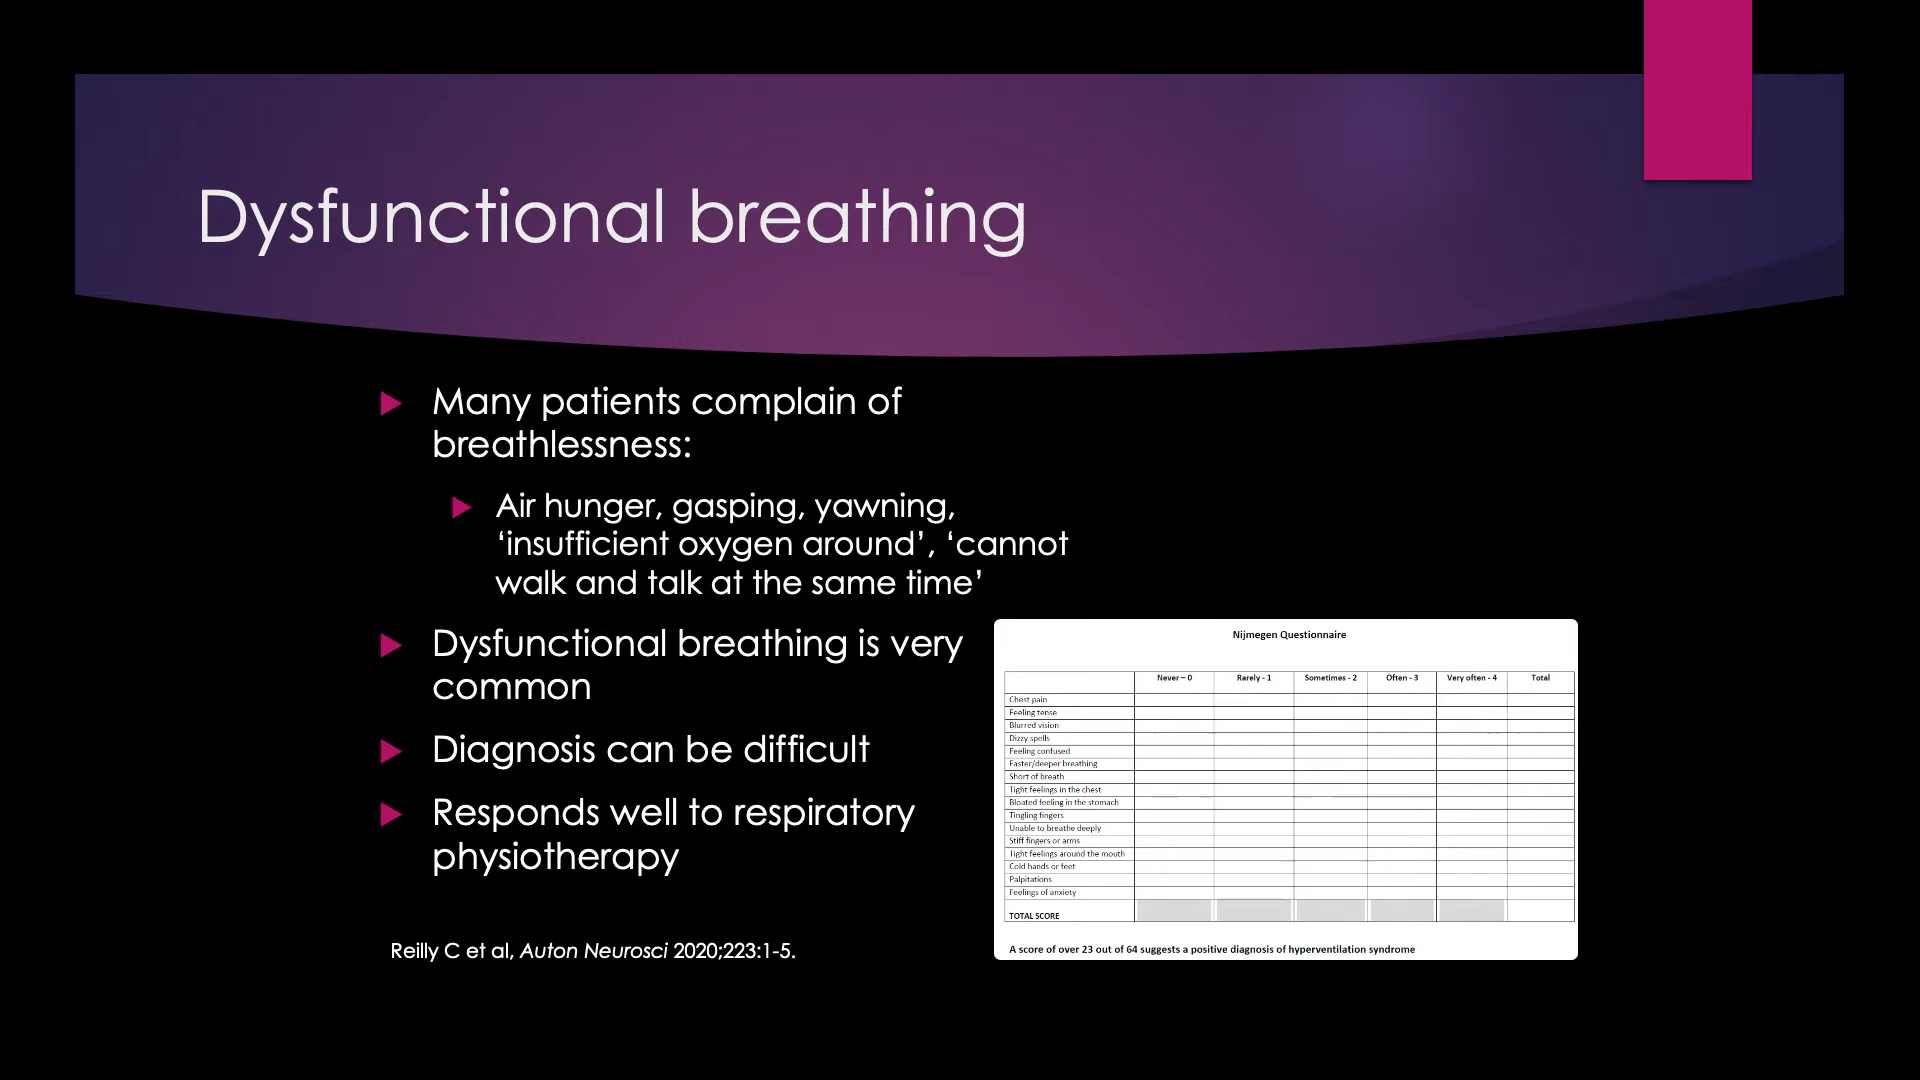 Dysfunctional breathing
Many patients complain of
breathlessness:
Air hunger, gasping, yawning,
‘insufficient oxygen around’, ‘cannot
walk and talk at the same time’
Dysfunctional breathing is very
common
Diagnosis can be difficult
Responds well to respiratory
physiotherapy
Reilly C et al, Auton Neurosci 2020;223:1-5.
Nijmegen Questionnaire
Never – 0 Rarely - 1 Sometimes - 2 Often - 3 Very often - 4 Total
Chest pain
Feeling tense
Blurred vision
Dizzy spells
Feeling confused
Faster/deeper breathing
Short of breath
Tight feelings in the chest
Bloated feeling in the stomach
Tingling fingers
Unable to breathe deeply
Stiff fingers or arms
Tight feelings around the mouth
Cold hands or feet
Palpitations
Feelings of anxiety
TOTAL SCORE
A score of over 23 out of 64 suggests a positive diagnosis of hyperventilation syndrome